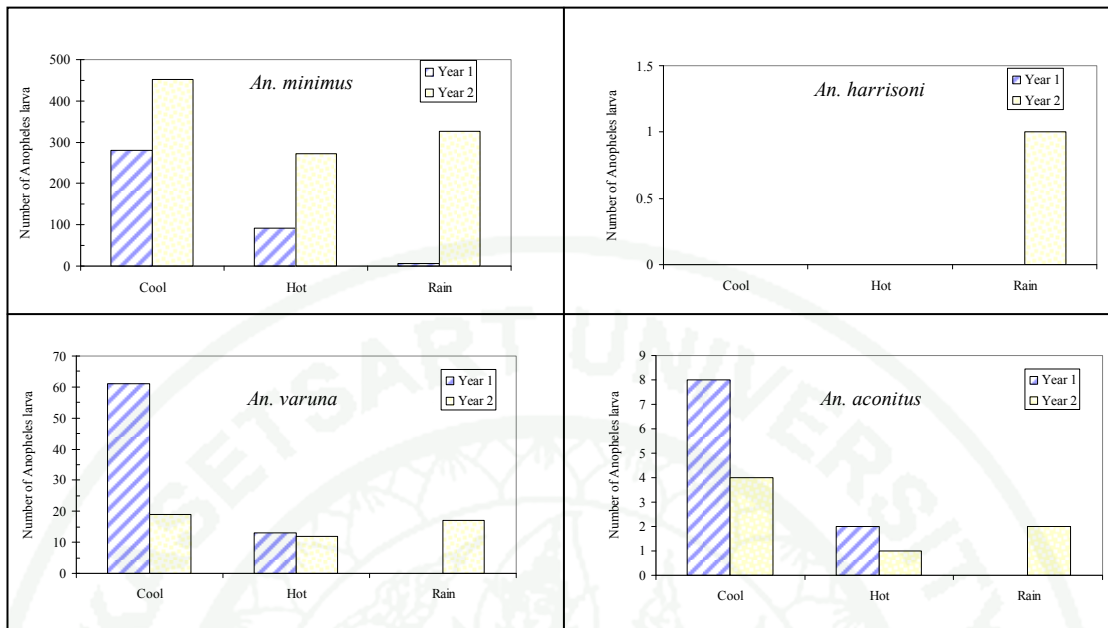 An. minimus
Year 1
Year 2
Number of Anopheles larva
500
400
300
200
100
0
Cool
Hot
Rain
An. harrisoni
Year 1
Year 2
Number of Anopheles larva
1.5
1
0.5
0
Cool
Hot
Rain
An. varuna
Year 1
Year 2
Number of Anopheles larva
70
60
50
40
30
20
10
0
Cool
Hot
Rain
An. aconitus
Year 1
Year 2
Number of Anopheles larva
9
8
7
6
5
4
3
2
1
0
Cool
Hot
Rain
SETSART UNIVERSITY